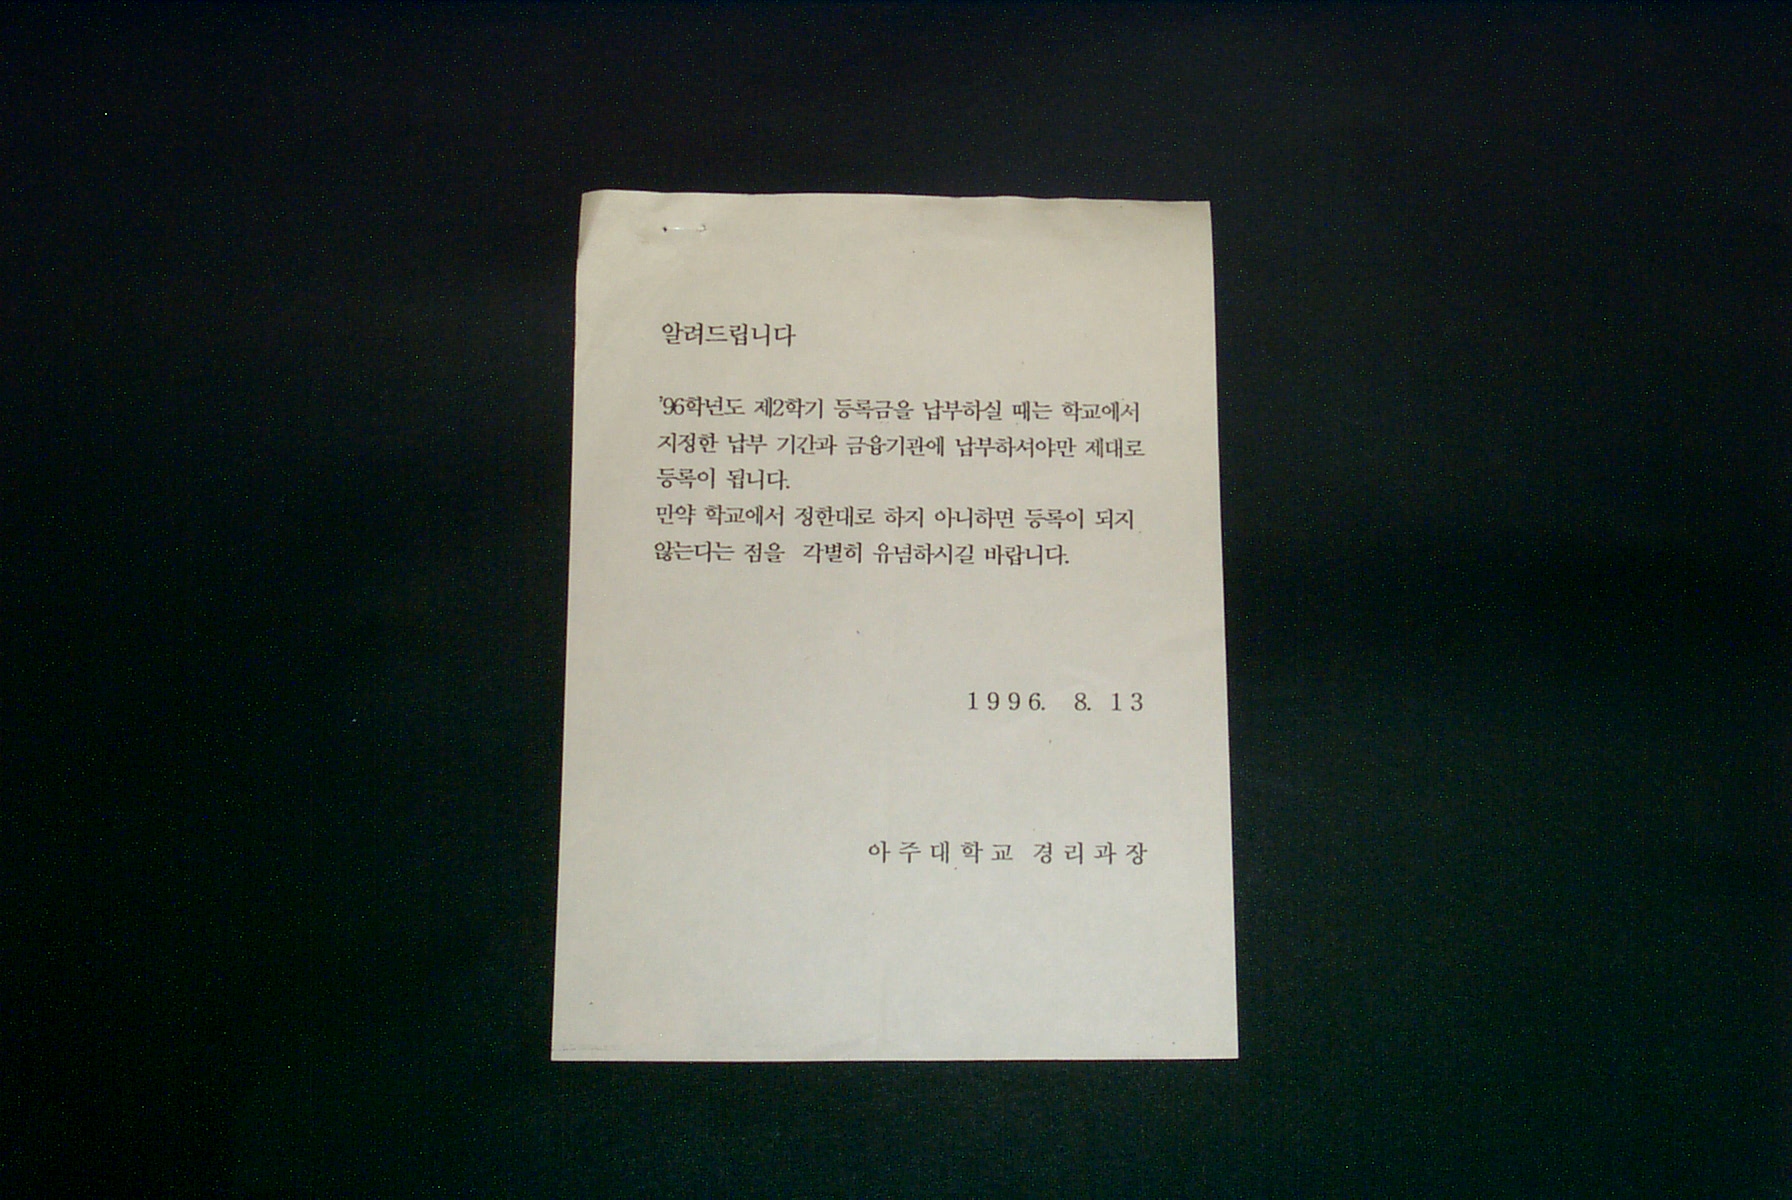 알려드립니다
'96학년도 제2학기 등록금을 납부하실 때는 학교에서
지정한 납부 기간과 금융기관에 납부하셔야만 제대로
등록이 됩니다.
만약 학교에서 정한대로 하지 아니하면 등록이 되지
않는다는 점을 각별히 유념하시길 바랍니다.
1996. 8. 13
아주대학교 경리과장